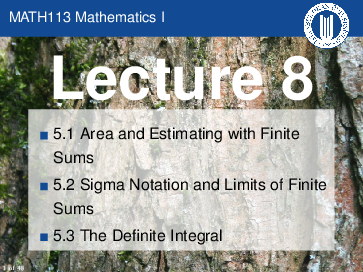 MATH113 Mathematics I
Lecture 8
5.1 Area and Estimating with Finite
Sums
5.2 Sigma Notation and Limits of Finite
Sums
5.3 The Definite Integral